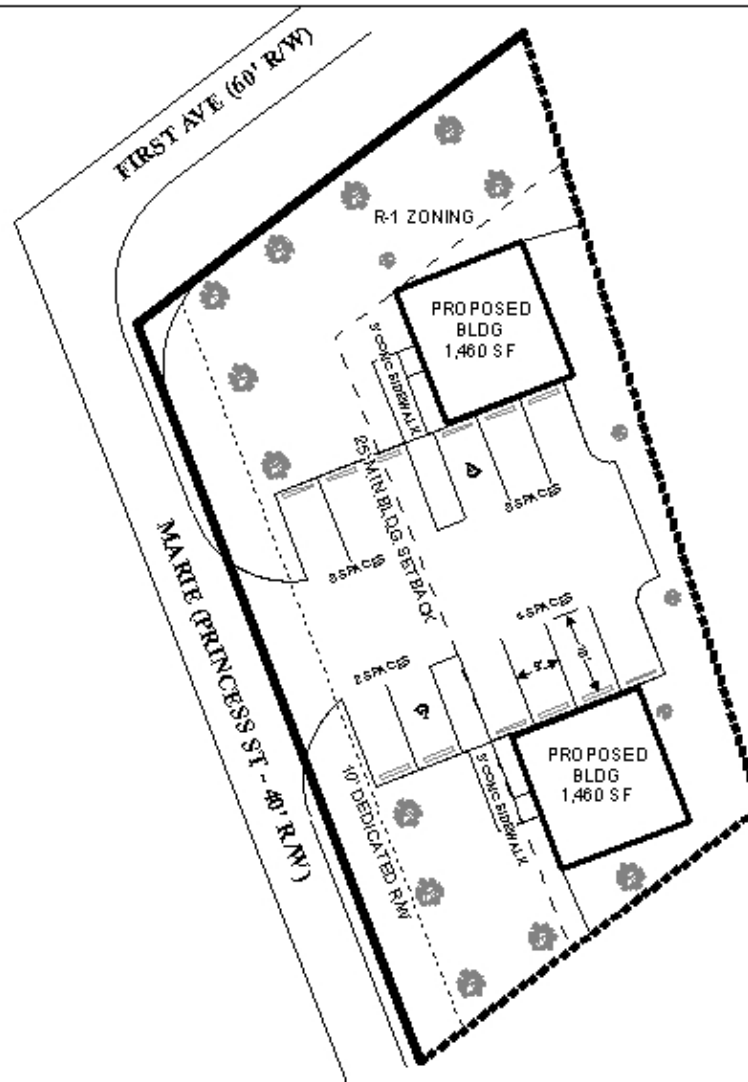 FIRST AVE (60' R/W)
R-1 ZONING
PROPOSED
BLDG
1,460 SF
5' CONC SIDEWALK
25' MIN BLDG. SETBACK
3 SPACES
3 SPACES
MARIE (PRINCESS ST - 40' R/W)
4 SPACES
2 SPACES
9'
18'
10' DEDICATED R/W
5' CONC SIDEWALK
PROPOSED
BLDG
1,460 SF